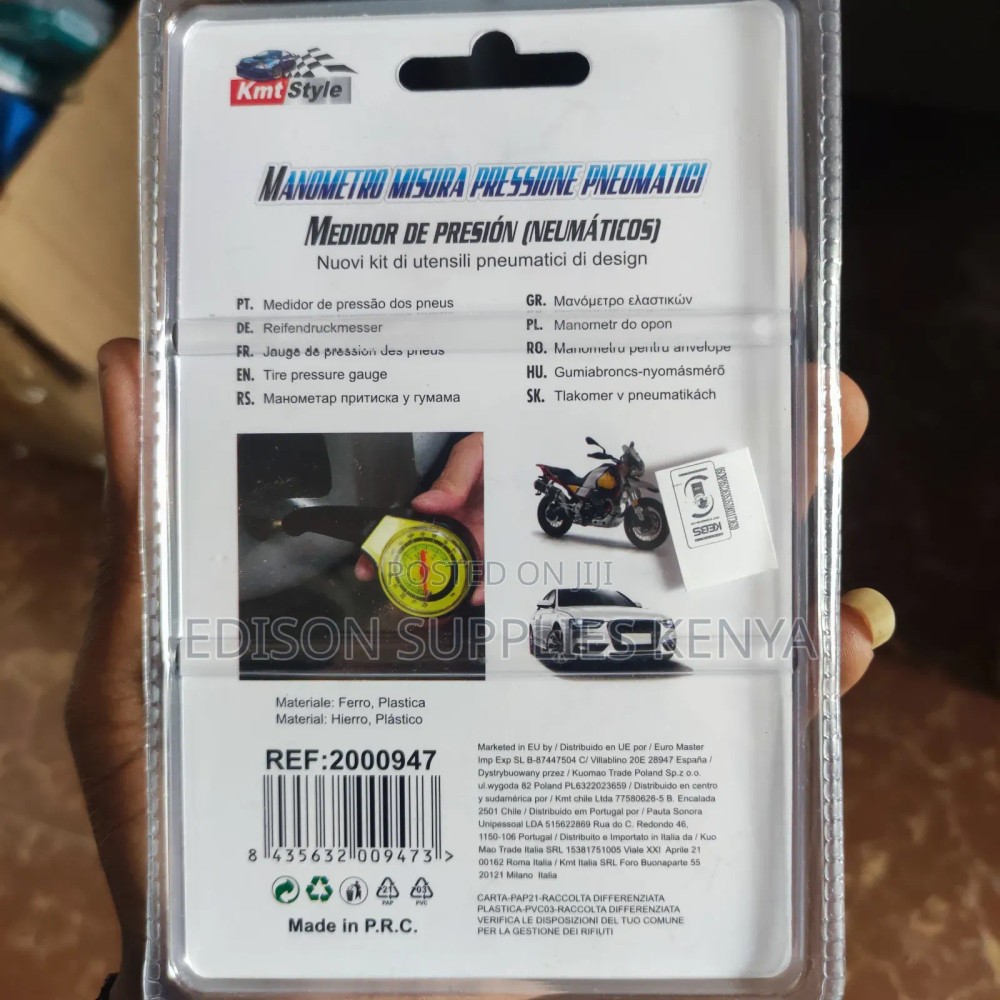 Kmt Style
MANOMETRO MISURA PRESSIONE PNEUMATICI
MEDIDOR DE PRESIÓN (NEUMÁTICOS)
Nuovi kit di utensili pneumatici di design
PT. Medidor de pressão dos pneus
DE. Reifendruckmesser
FR. Jauge de pression des pneus
EN. Tire pressure gauge
RS. Манометар притиска у гумама
GR. Μανόμετρο ελαστικών
PL. Manometr do opon
RO. Manometru pentru anvelope
HU. Gumiabroncs-nyomásmérő
SK. Tlakomer v pneumatikách
KEBS
POSTED ON JIJI
EDISON SUPPLIES KENYA
Materiale: Ferro, Plastica
Material: Hierro, Plástico
REF:2000947
8 435632 009473 >
21
PAP
03
PVC
Made in P.R.C.
Marketed in EU by / Distribuido en UE por / Euro Master
Imp Exp SL B-87447504 C/ Villablino 20E 28947 España /
Dystrybuowany przez / Kuomao Trade Poland Sp.z o.o.
ul.wygoda 82 Poland PL6322023659 / Distribuido en centro
y sudamérica por / Kmt chile Ltda 77580626-5 B. Encalada
2501 Chile / Distribuido em Portugal por / Pauta Sonora
Unipessoal LDA 515622869 Rua do C. Redondo 46,
1150-106 Portugal / Distribuito e Importato in Italia da / Kuo
Mao Trade Italia SRL 15381751005 Viale XXI Aprile 21
00162 Roma Italia / Kmt Italia SRL Foro Buonaparte 55
20121 Milano Italia
CARTA-PAP21-RACCOLTA DIFFERENZIATA
PLASTICA-PVC03-RACCOLTA DIFFERENZIATA
VERIFICA LE DISPOSIZIONI DEL TUO COMUNE
PER LA GESTIONE DEI RIFIUTI